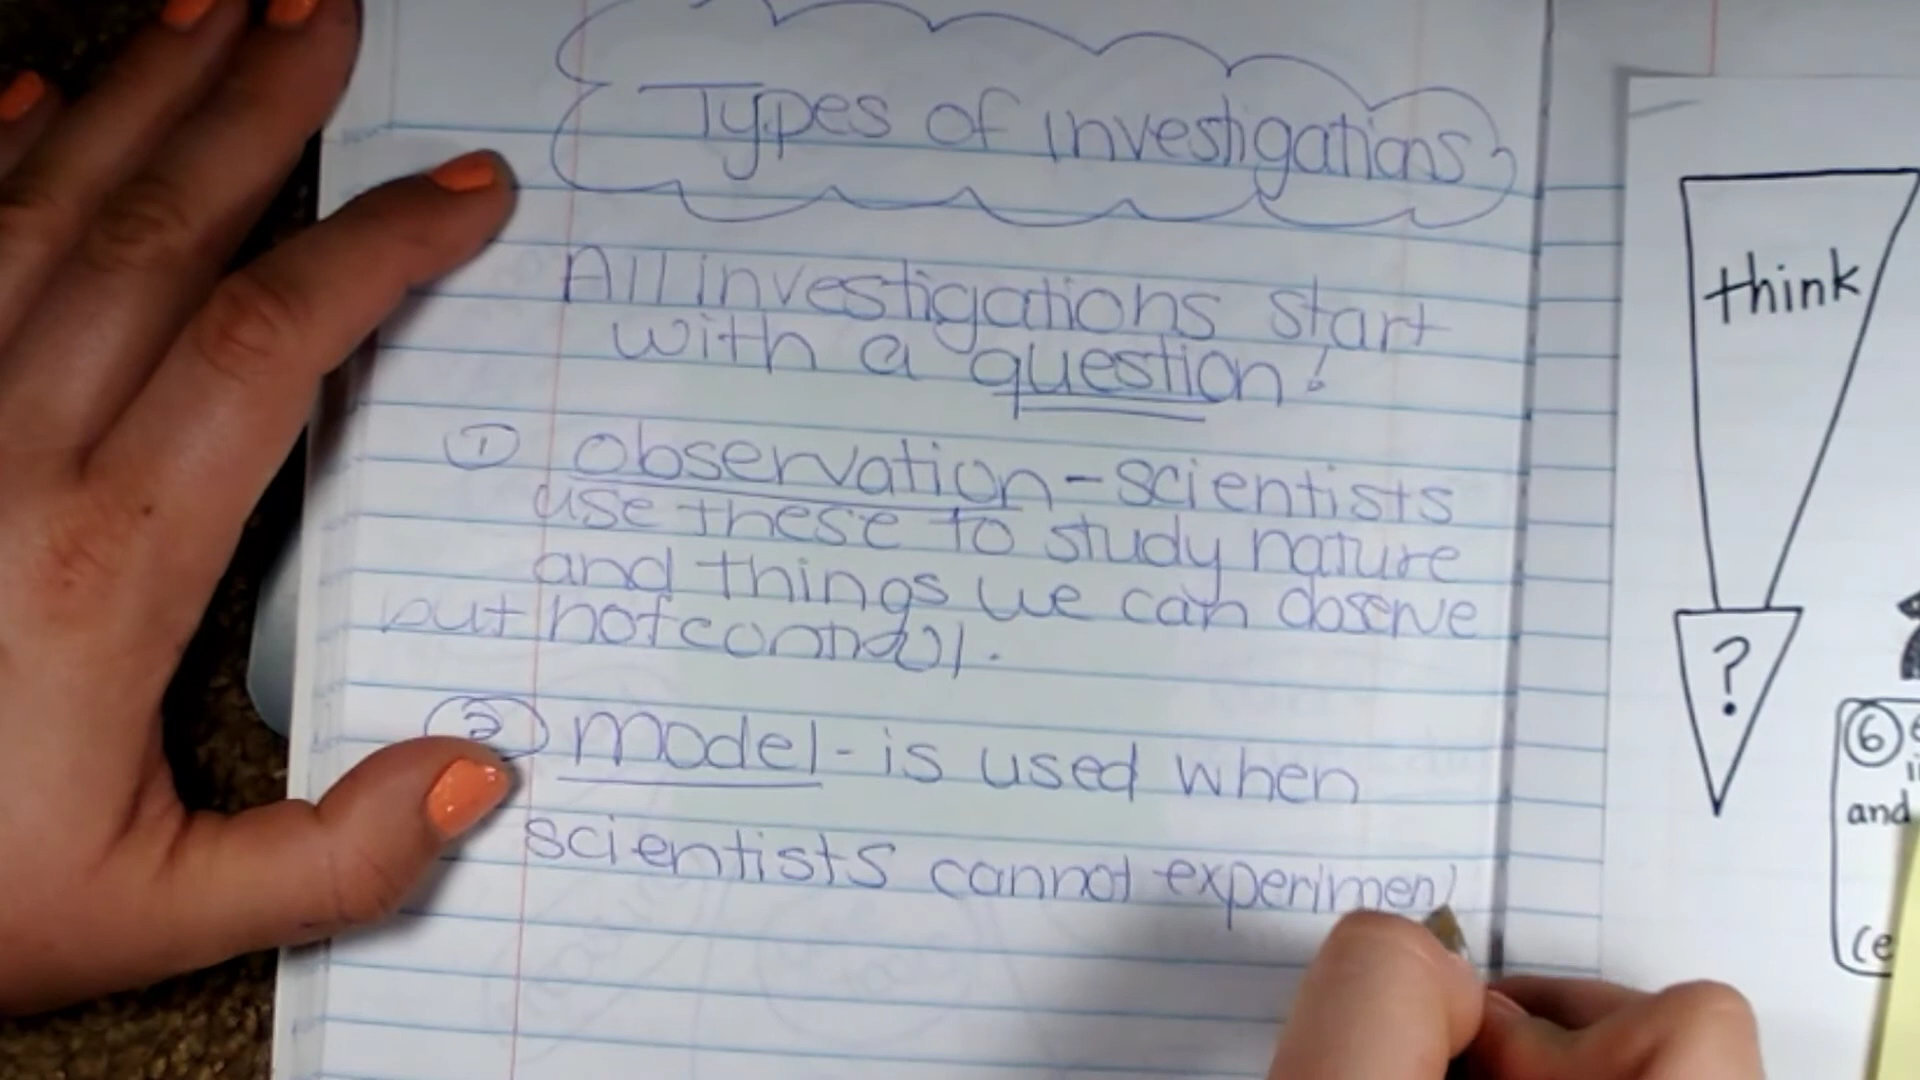 Types of investigations
All investigations start
with a question!
① observation - scientists
use these to study nature
and things we can observe
but not control.
② model - is used when
scientists cannot experiment
think
?
⑥
and